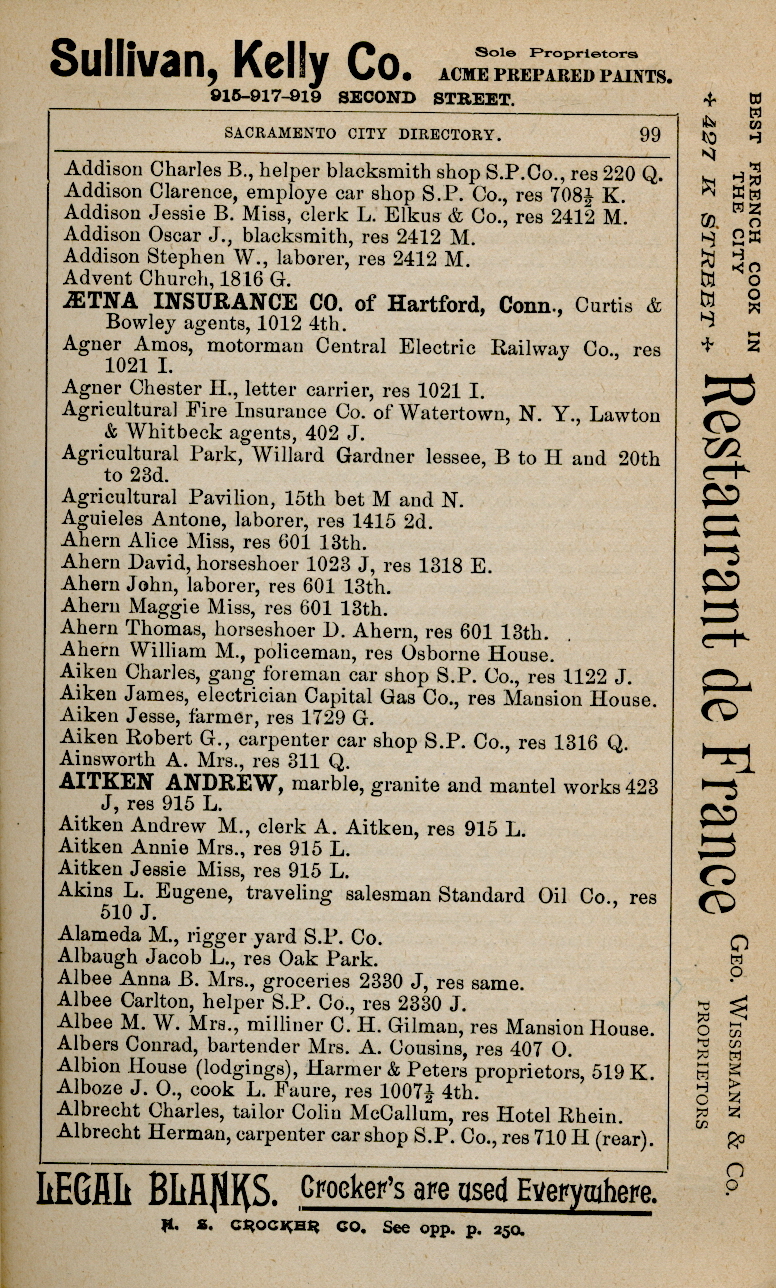 Sullivan, Kelly Co.
Sole Proprietors
ACME PREPARED PAINTS.
915-917-919 SECOND STREET.
SACRAMENTO CITY DIRECTORY. 99
Addison Charles B., helper blacksmith shop S.P.Co., res 220 Q.
Addison Clarence, employe car shop S.P. Co., res 708½ K.
Addison Jessie B. Miss, clerk L. Elkus & Co., res 2412 M.
Addison Oscar J., blacksmith, res 2412 M.
Addison Stephen W., laborer, res 2412 M.
Advent Church, 1816 G.
ÆTNA INSURANCE CO. of Hartford, Conn., Curtis &
Bowley agents, 1012 4th.
Agner Amos, motorman Central Electric Railway Co., res
1021 I.
Agner Chester H., letter carrier, res 1021 I.
Agricultural Fire Insurance Co. of Watertown, N. Y., Lawton
& Whitbeck agents, 402 J.
Agricultural Park, Willard Gardner lessee, B to H and 20th
to 23d.
Agricultural Pavilion, 15th bet M and N.
Aguieles Antone, laborer, res 1415 2d.
Ahern Alice Miss, res 601 13th.
Ahern David, horseshoer 1023 J, res 1318 E.
Ahern John, laborer, res 601 13th.
Ahern Maggie Miss, res 601 13th.
Ahern Thomas, horseshoer D. Ahern, res 601 13th.
Ahern William M., policeman, res Osborne House.
Aiken Charles, gang foreman car shop S.P. Co., res 1122 J.
Aiken James, electrician Capital Gas Co., res Mansion House.
Aiken Jesse, farmer, res 1729 G.
Aiken Robert G., carpenter car shop S.P. Co., res 1316 Q.
Ainsworth A. Mrs., res 311 Q.
AITKEN ANDREW, marble, granite and mantel works 423
J, res 915 L.
Aitken Andrew M., clerk A. Aitken, res 915 L.
Aitken Annie Mrs., res 915 L.
Aitken Jessie Miss, res 915 L.
Akins L. Eugene, traveling salesman Standard Oil Co., res
510 J.
Alameda M., rigger yard S.P. Co.
Albaugh Jacob L., res Oak Park.
Albee Anna B. Mrs., groceries 2330 J, res same.
Albee Carlton, helper S.P. Co., res 2330 J.
Albee M. W. Mrs., milliner C. H. Gilman, res Mansion House.
Albers Conrad, bartender Mrs. A. Cousins, res 407 O.
Albion House (lodgings), Harmer & Peters proprietors, 519 K.
Alboze J. O., cook L. Faure, res 1007½ 4th.
Albrecht Charles, tailor Colin McCallum, res Hotel Rhein.
Albrecht Herman, carpenter car shop S.P. Co., res 710 H (rear).
LEGAL BLANKS. Crocker's are used Everywhere.
H. S. CROCKER CO. See opp. p. 250.
BEST FRENCH COOK IN
THE CITY
+ 427 K STREET +
Restaurant de France
GEO. WISSEMANN & CO.
PROPRIETORS